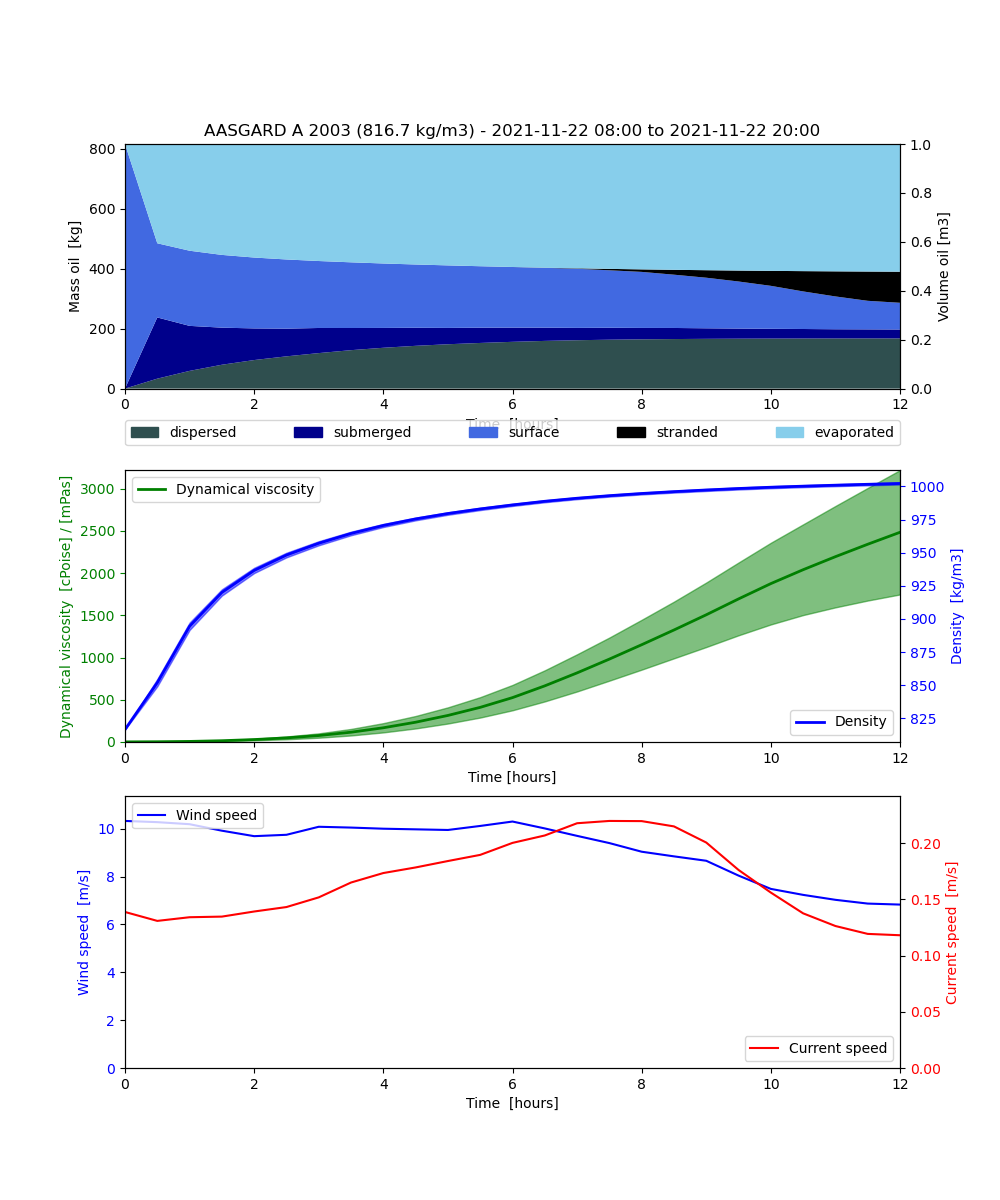 AASGARD A 2003 (816.7 kg/m3) - 2021-11-22 08:00 to 2021-11-22 20:00
Mass oil  [kg]
800
600
400
200
0
1.0
0.8
0.6
0.4
0.2
0.0
Volume oil [m3]
0 2 4 6 8 10 12
Time  [hours]
dispersed submerged surface stranded evaporated
Dynamical viscosity  [cPoise] / [mPas]
3000
2500
2000
1500
1000
500
0
Dynamical viscosity
1000
975
950
925
900
875
850
825
Density  [kg/m3]
Density
0 2 4 6 8 10 12
Time [hours]
Wind speed  [m/s]
10
8
6
4
2
0
Wind speed
0.20
0.15
0.10
0.05
0.00
Current speed  [m/s]
Current speed
0 2 4 6 8 10 12
Time  [hours]